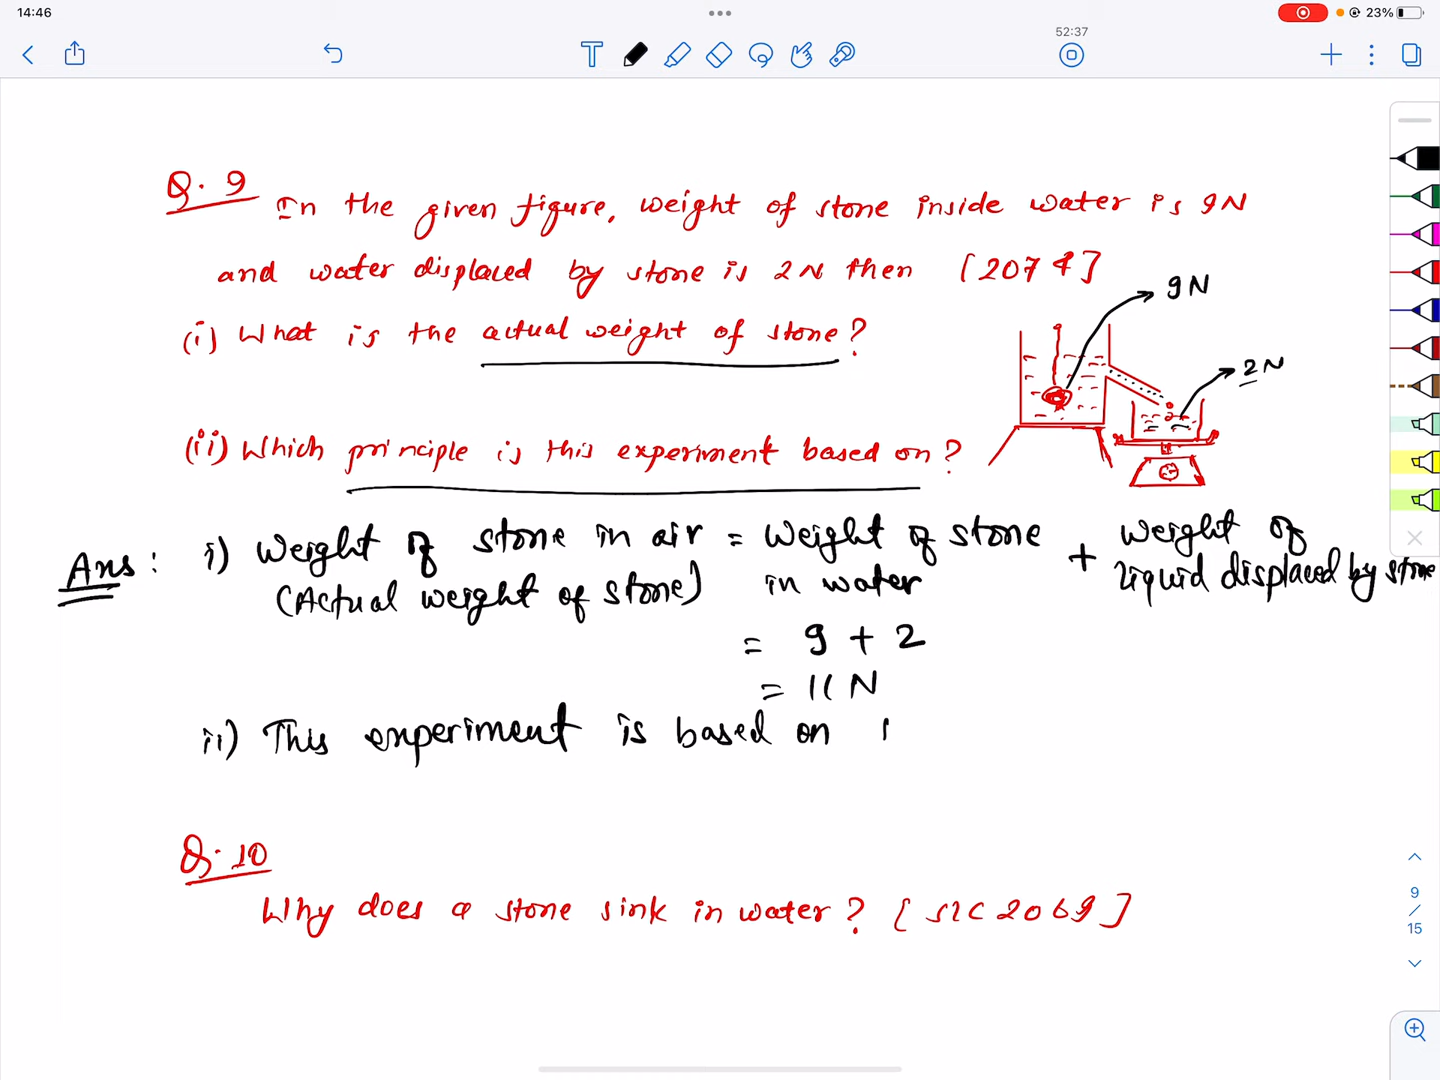 14:46
23%
52:37
T
Q. 9
In the given figure, weight of stone inside water is 9N
and water displaced by stone is 2N then [2074]
9N
(i) What is the actual weight of stone?
2N
(ii) Which principle is this experiment based on?
Ans: i) Weight of stone in air = Weight of stone + Weight of
(Actual weight of stone) in water liquid displaced by stone
= 9 + 2
= 11 N
ii) This experiment is based on
Q. 10
Why does a stone sink in water? [SLC 2069]
9
/
15